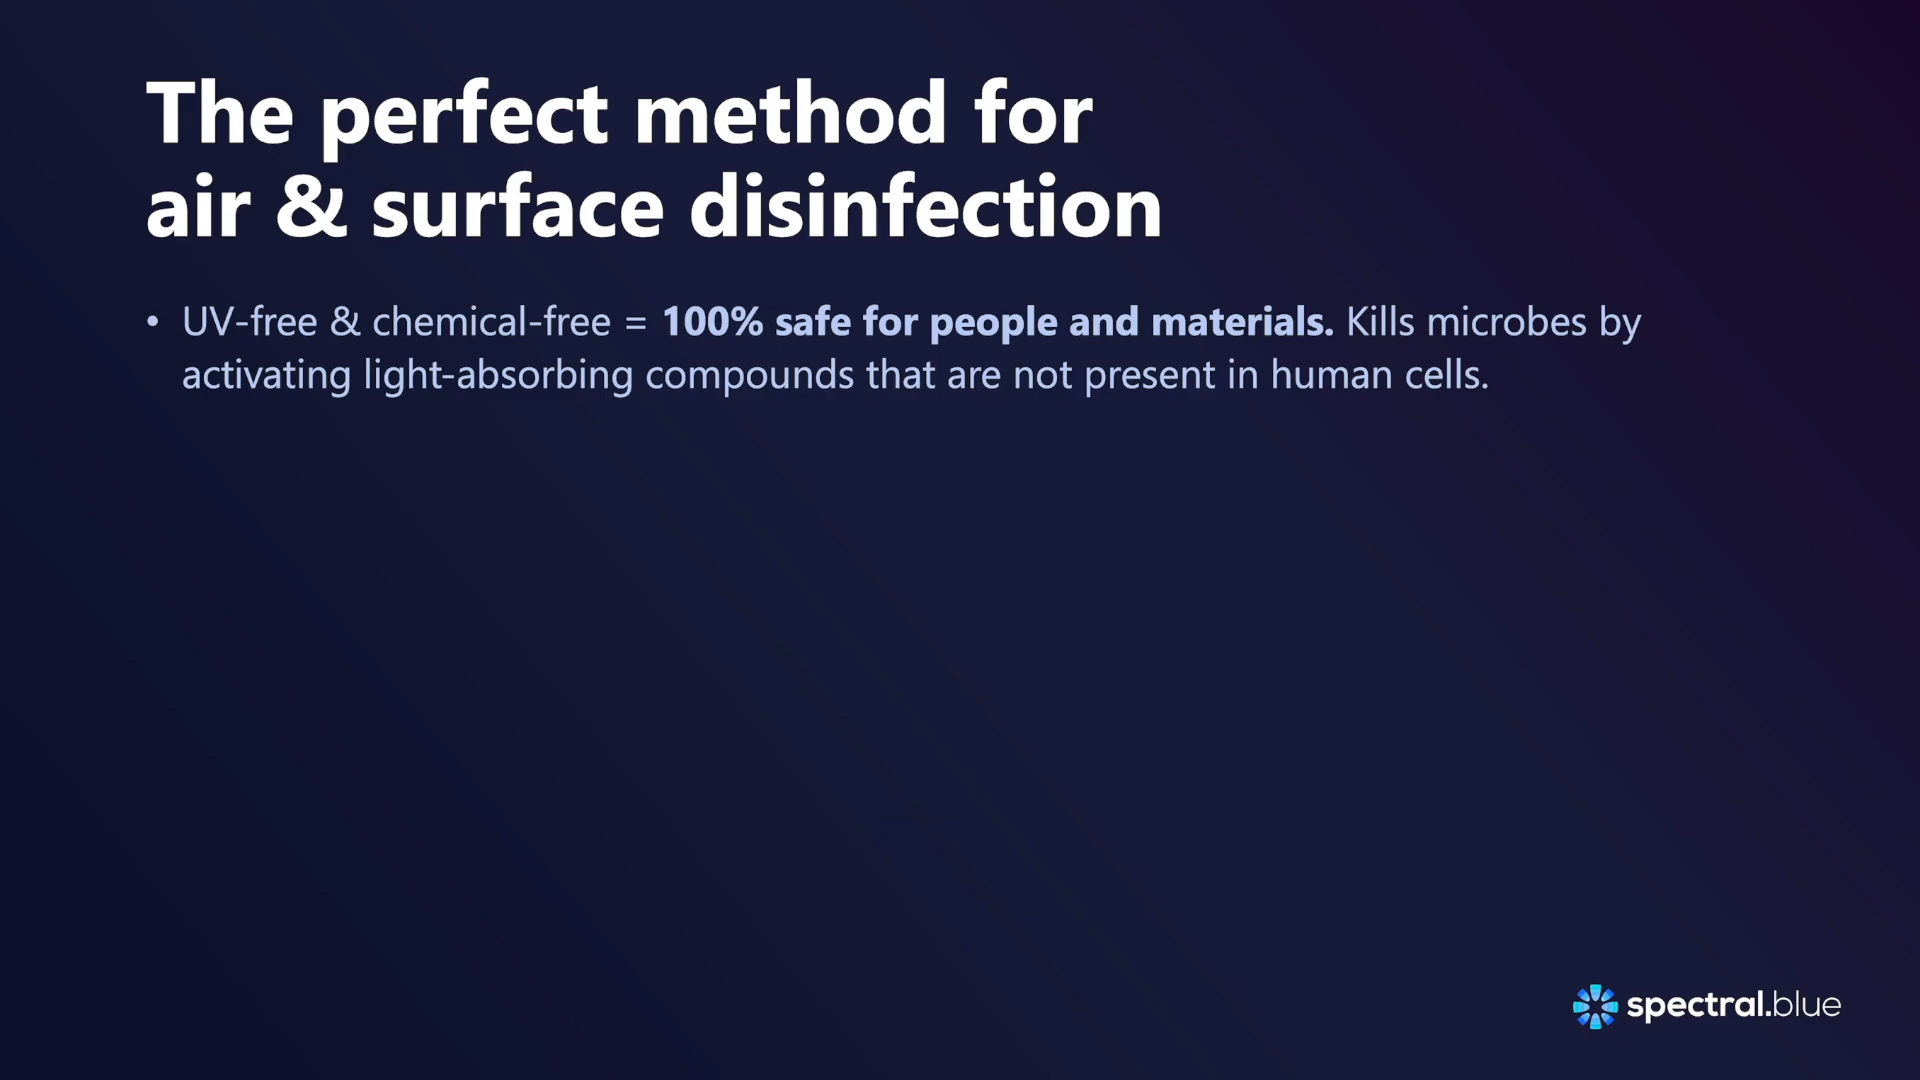 The perfect method for
air & surface disinfection
• UV-free & chemical-free = 100% safe for people and materials. Kills microbes by
activating light-absorbing compounds that are not present in human cells.
spectral.blue